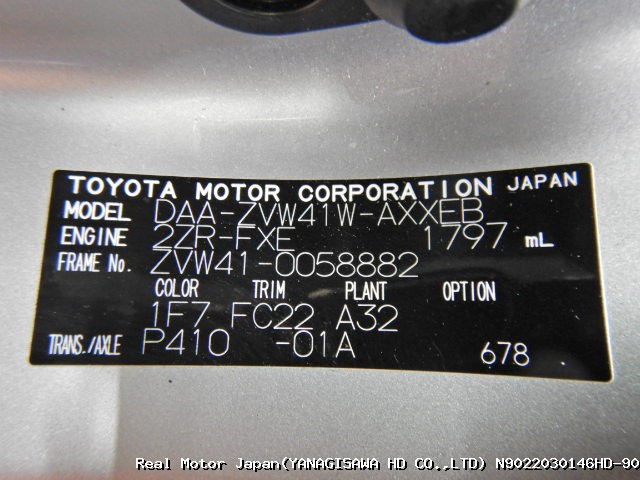 TOYOTA MOTOR CORPORATION JAPAN
MODEL DAA-ZVW41W-AXXEB
ENGINE 2ZR-FXE 1797 mL
FRAME No. ZVW41-0058882
COLOR TRIM PLANT OPTION
1F7 FC22 A32
TRANS./AXLE P410 -01A 678
Real Motor Japan(YANAGISAWA HD CO.,LTD) N9022030146HD-90